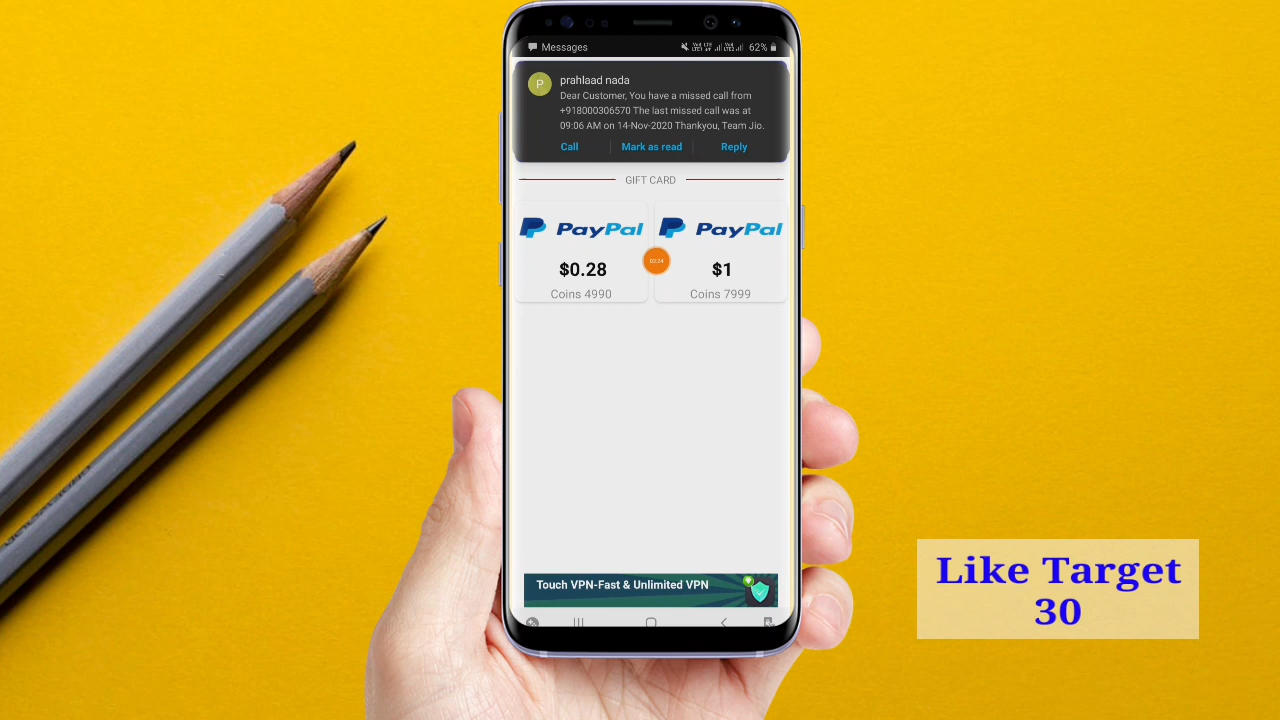 Messages
62%
prahlaad nada
P
Dear Customer, You have a missed call from
+918000306570 The last missed call was at
09:06 AM on 14-Nov-2020 Thankyou, Team Jio.
Call Mark as read Reply
GIFT CARD
PayPal PayPal
$0.28 $1
Coins 4990 Coins 7999
Touch VPN-Fast & Unlimited VPN
Like Target
30